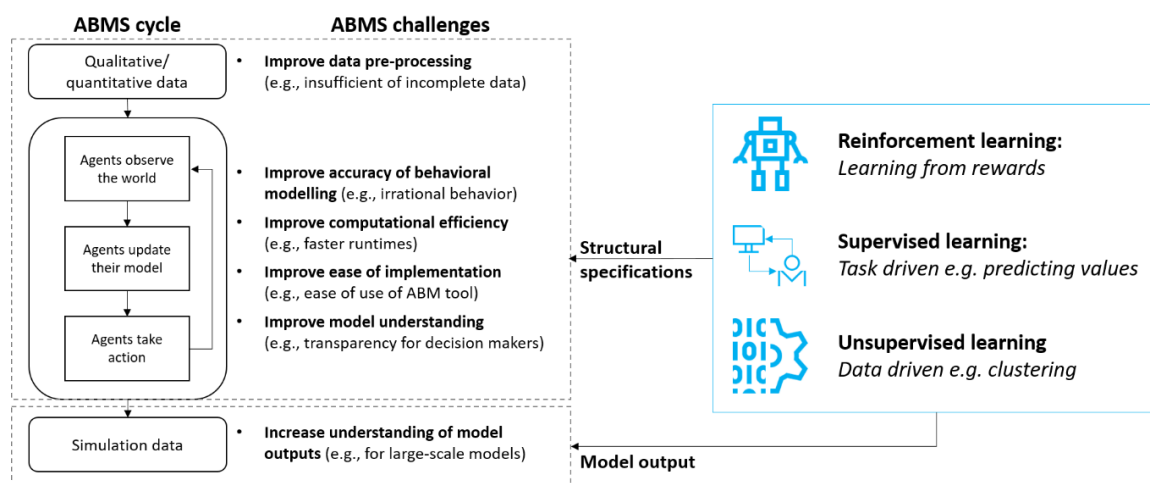 ABMS cycle
ABMS challenges
Qualitative/
quantitative data
• Improve data pre-processing
(e.g., insufficient of incomplete data)
Agents observe
the world
Agents update
their model
Agents take
action
• Improve accuracy of behavioral
modelling (e.g., irrational behavior)
• Improve computational efficiency
(e.g., faster runtimes)
• Improve ease of implementation
(e.g., ease of use of ABM tool)
• Improve model understanding
(e.g., transparency for decision makers)
Simulation data
• Increase understanding of model
outputs (e.g., for large-scale models)
Structural
specifications
Model output
Reinforcement learning:
Learning from rewards
Supervised learning:
Task driven e.g. predicting values
Unsupervised learning
Data driven e.g. clustering